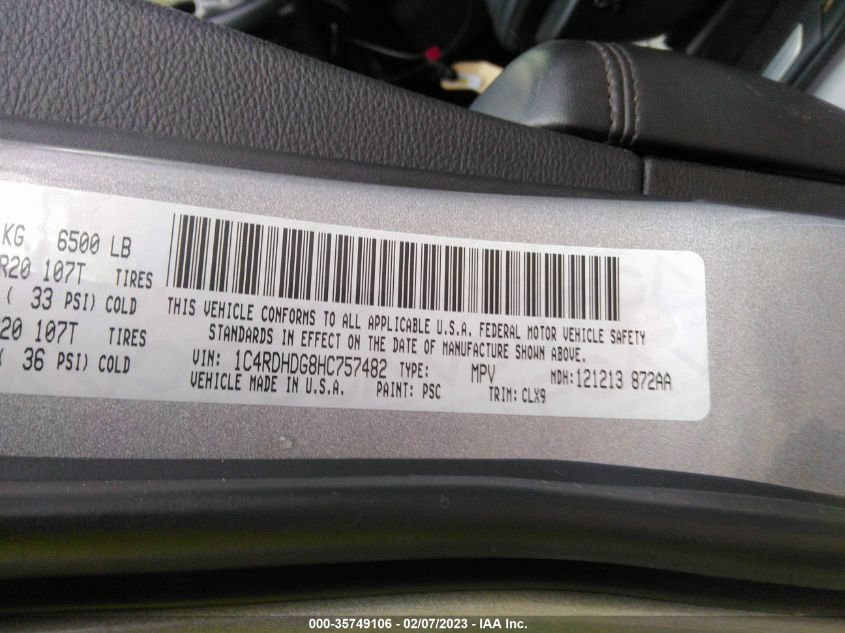 KG 6500 LB
R20 107T TIRES
( 33 PSI) COLD
20 107T TIRES
( 36 PSI) COLD
THIS VEHICLE CONFORMS TO ALL APPLICABLE U.S.A. FEDERAL MOTOR VEHICLE SAFETY
STANDARDS IN EFFECT ON THE DATE OF MANUFACTURE SHOWN ABOVE.
VIN: 1C4RDHDG8HC757482 TYPE: MPV MDH:121213 872AA
VEHICLE MADE IN U.S.A. PAINT: PSC TRIM: CLX9
000-35749106 - 02/07/2023 - IAA Inc.